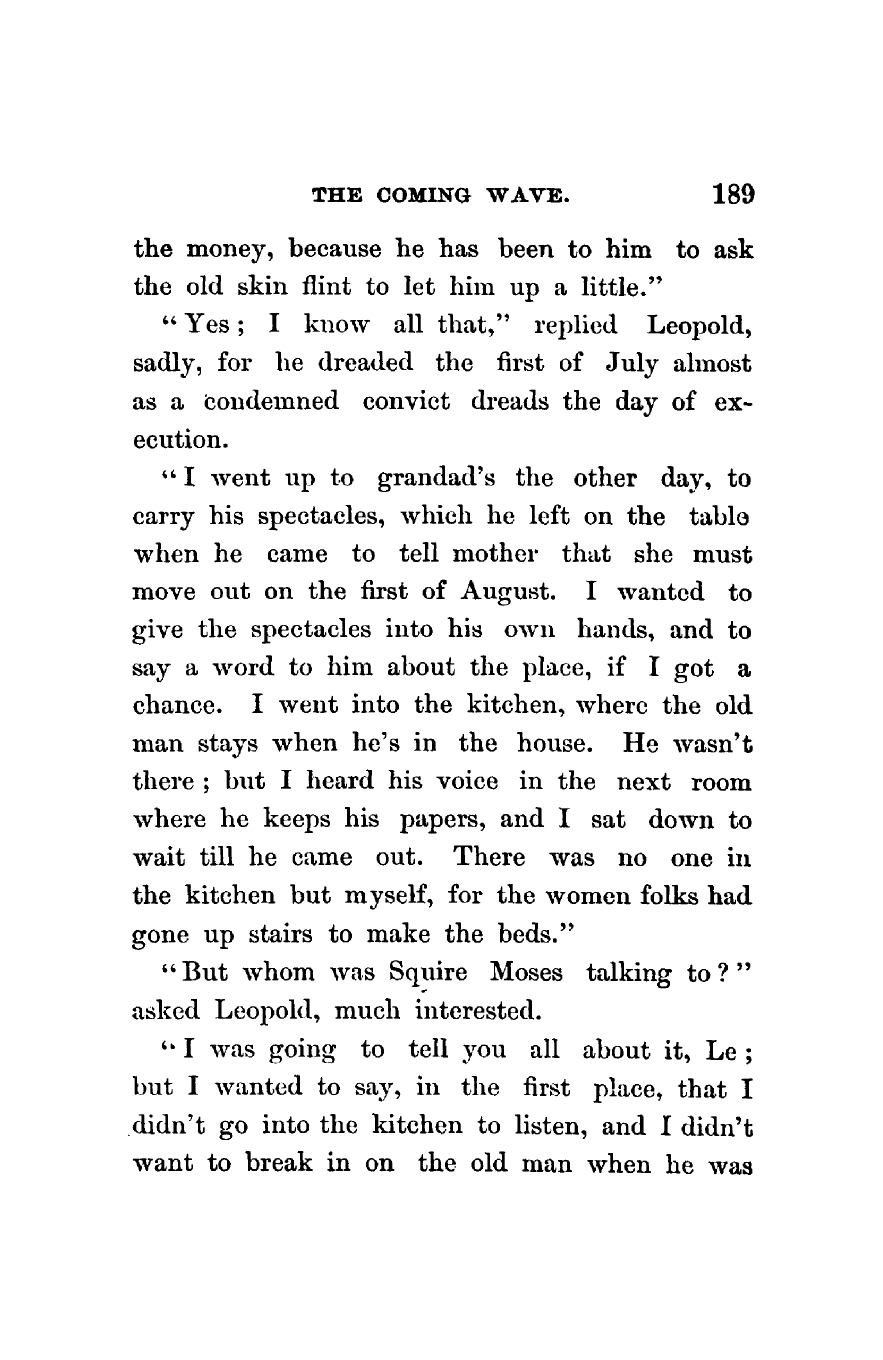 THE COMING WAVE. 189
the money, because he has been to him to ask
the old skin flint to let him up a little.”
“Yes; I know all that,” replied Leopold,
sadly, for he dreaded the first of July almost
as a condemned convict dreads the day of ex-
ecution.
“I went up to grandad’s the other day, to
carry his spectacles, which he left on the table
when he came to tell mother that she must
move out on the first of August. I wanted to
give the spectacles into his own hands, and to
say a word to him about the place, if I got a
chance. I went into the kitchen, where the old
man stays when he’s in the house. He wasn’t
there; but I heard his voice in the next room
where he keeps his papers, and I sat down to
wait till he came out. There was no one in
the kitchen but myself, for the women folks had
gone up stairs to make the beds.”
“But whom was Squire Moses talking to?”
asked Leopold, much interested.
“I was going to tell you all about it, Le;
but I wanted to say, in the first place, that I
didn’t go into the kitchen to listen, and I didn’t
want to break in on the old man when he was